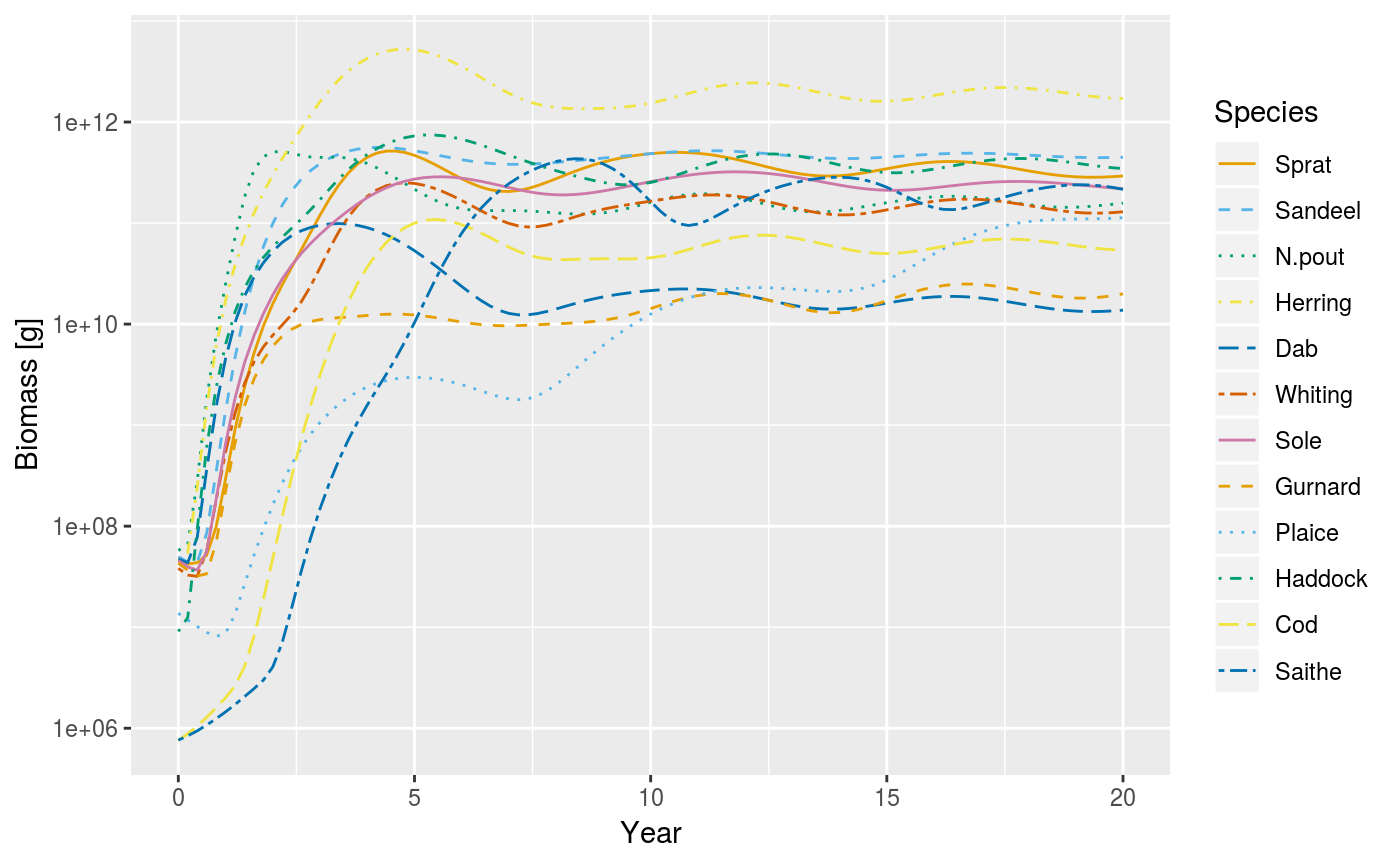 1e+12
1e+10
1e+08
1e+06
Biomass [g]
0 5 10 15 20
Year
Species
Sprat
Sandeel
N.pout
Herring
Dab
Whiting
Sole
Gurnard
Plaice
Haddock
Cod
Saithe